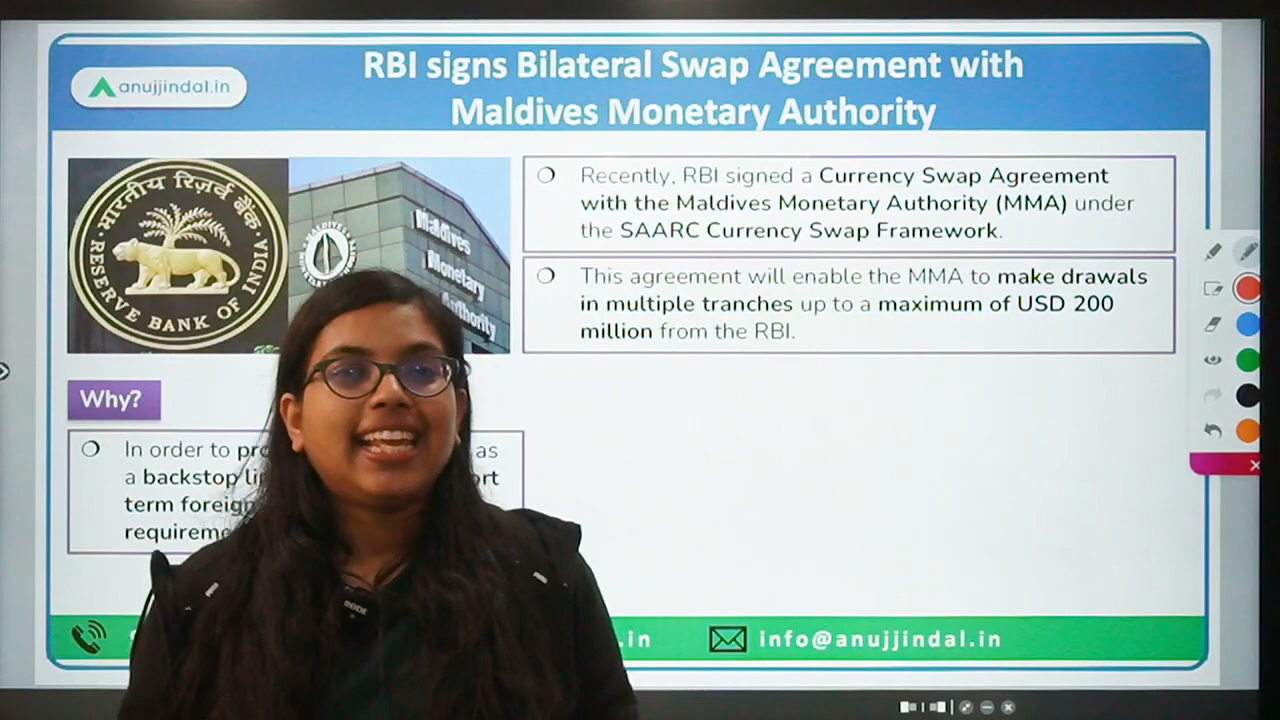 RBI signs Bilateral Swap Agreement with
Maldives Monetary Authority
anujjindal.in
भारतीय रिज़र्व बैंक
RESERVE BANK OF INDIA
Maldives
Monetary
Authority
❍ Recently, RBI signed a Currency Swap Agreement
with the Maldives Monetary Authority (MMA) under
the SAARC Currency Swap Framework.
❍ This agreement will enable the MMA to make drawals
in multiple tranches up to a maximum of USD 200
million from the RBI.
Why?
❍ In order to as
a backstop
term
RODE
.in
info@anujjindal.in